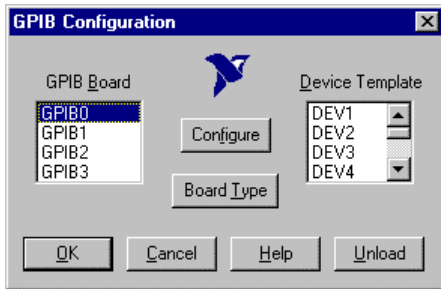 GPIB Configuration
GPIB Board
Device Template
GPIB0
GPIB1
GPIB2
GPIB3
Configure
Board Type
DEV1
DEV2
DEV3
DEV4
OK
Cancel
Help
Unload